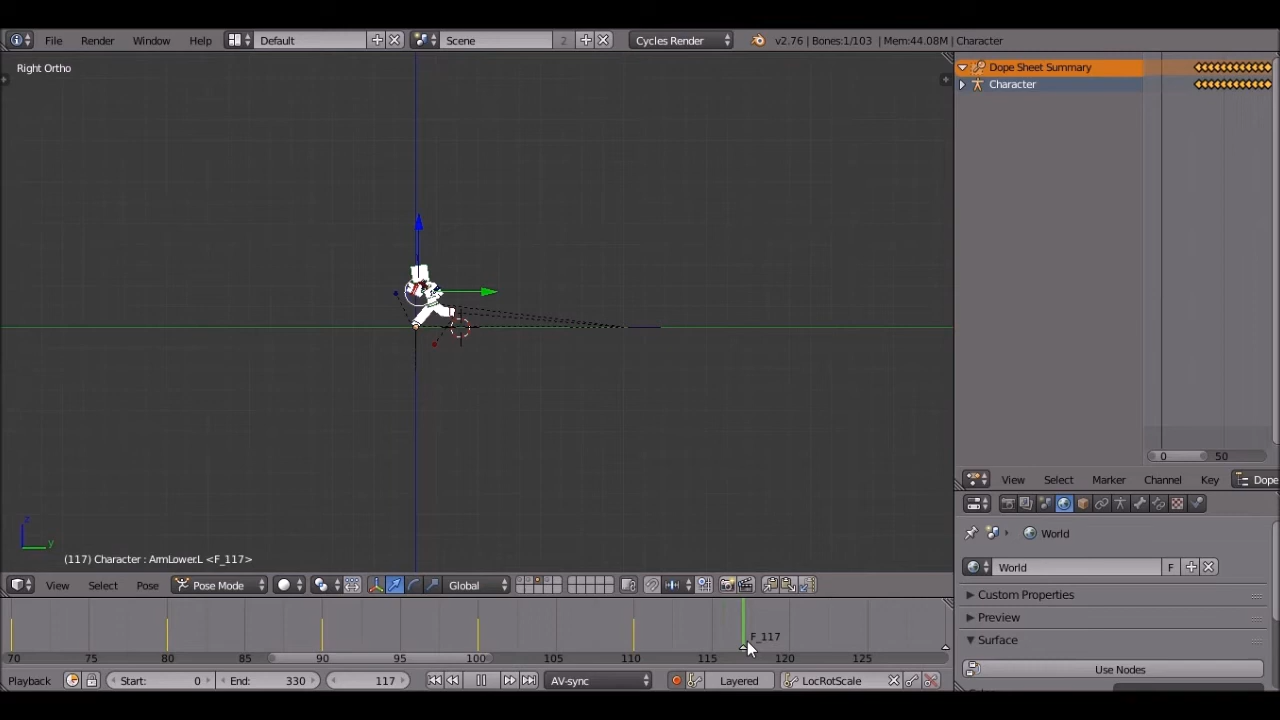 File Render Window Help Default Scene 2 Cycles Render v2.76 | Bones:1/103 | Mem:44.08M | Character
Right Ortho
Dope Sheet Summary
Character
0 50
View Select Marker Channel Key Dope
World
World F
Custom Properties
Preview
Surface
Use Nodes
z
y
(117) Character : ArmLower.L <F_117>
View Select Pose Pose Mode Global
F_117
70 75 80 85 90 95 100 105 110 115 120 125
Playback Start: 0 End: 330 117 AV-sync Layered LocRotScale